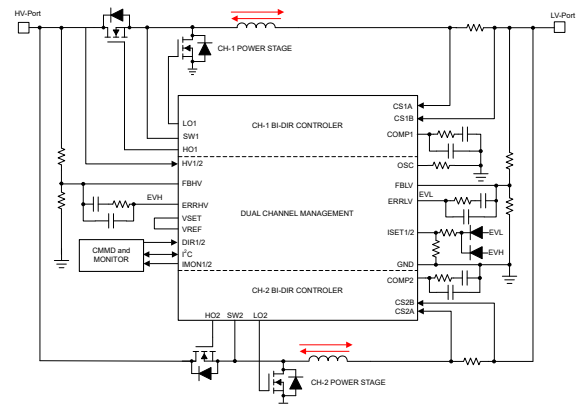 HV-Port
LV-Port
CH-1 POWER STAGE
CS1A
CS1B
LO1
CH-1 BI-DIR CONTROLER
COMP1
SW1
HO1
OSC
HV1/2
FBHV
FBLV
EVH
ERRHV
ERRLV
EVL
VSET
DUAL CHANNEL MANAGEMENT
VREF
ISET1/2
EVL
DIR1/2
EVH
CMMD and
MONITOR
I²C
IMON1/2
GND
CH-2 BI-DIR CONTROLER
COMP2
CS2B
CS2A
HO2 SW2 LO2
CH-2 POWER STAGE